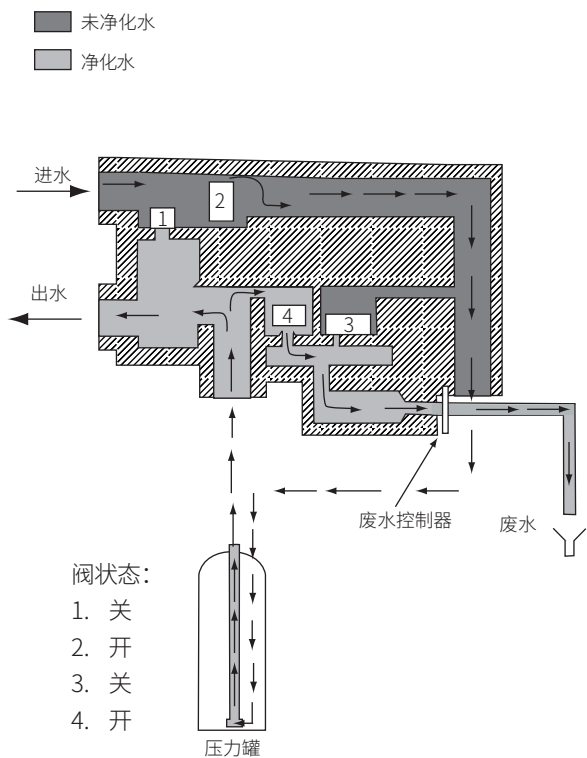 未净化水
净化水
进水
2
1
出水
4
3
废水控制器
废水
阀状态:
1. 关
2. 开
3. 关
4. 开
压力罐